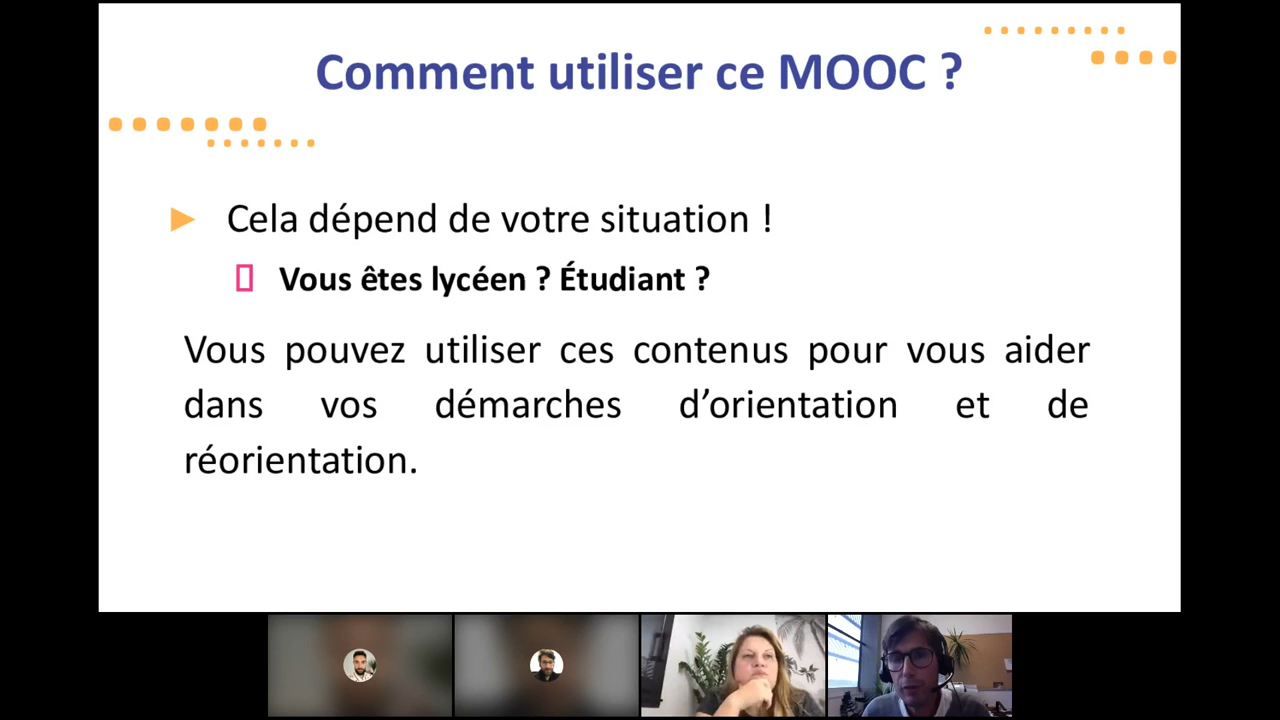 Comment utiliser ce MOOC ?
Cela dépend de votre situation !
Vous êtes lycéen ? Étudiant ?
Vous pouvez utiliser ces contenus pour vous aider
dans vos démarches d’orientation et de
réorientation.